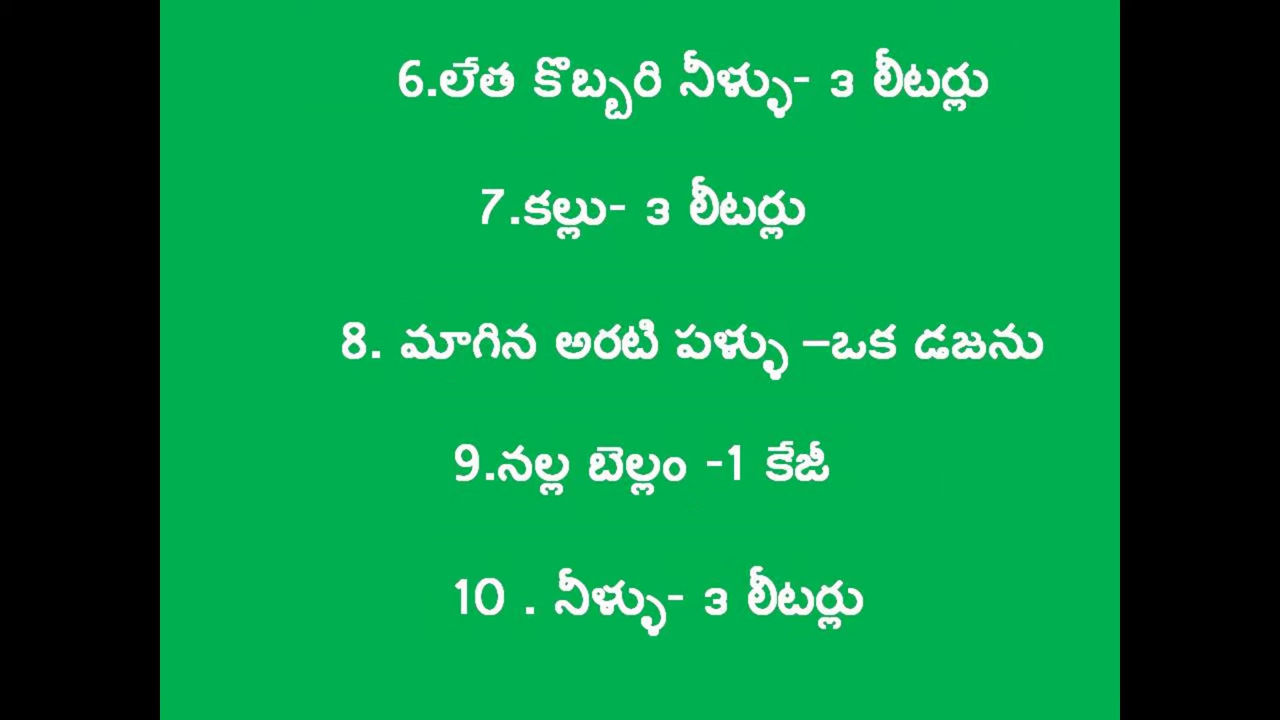 6.లేత కొబ్బరి నీళ్ళు- 3 లీటర్లు
7.కల్లు- 3 లీటర్లు
8. మాగిన అరటి పళ్ళు –ఒక డజను
9.నల్ల బెల్లం -1 కేజీ
10 . నీళ్ళు- 3 లీటర్లు